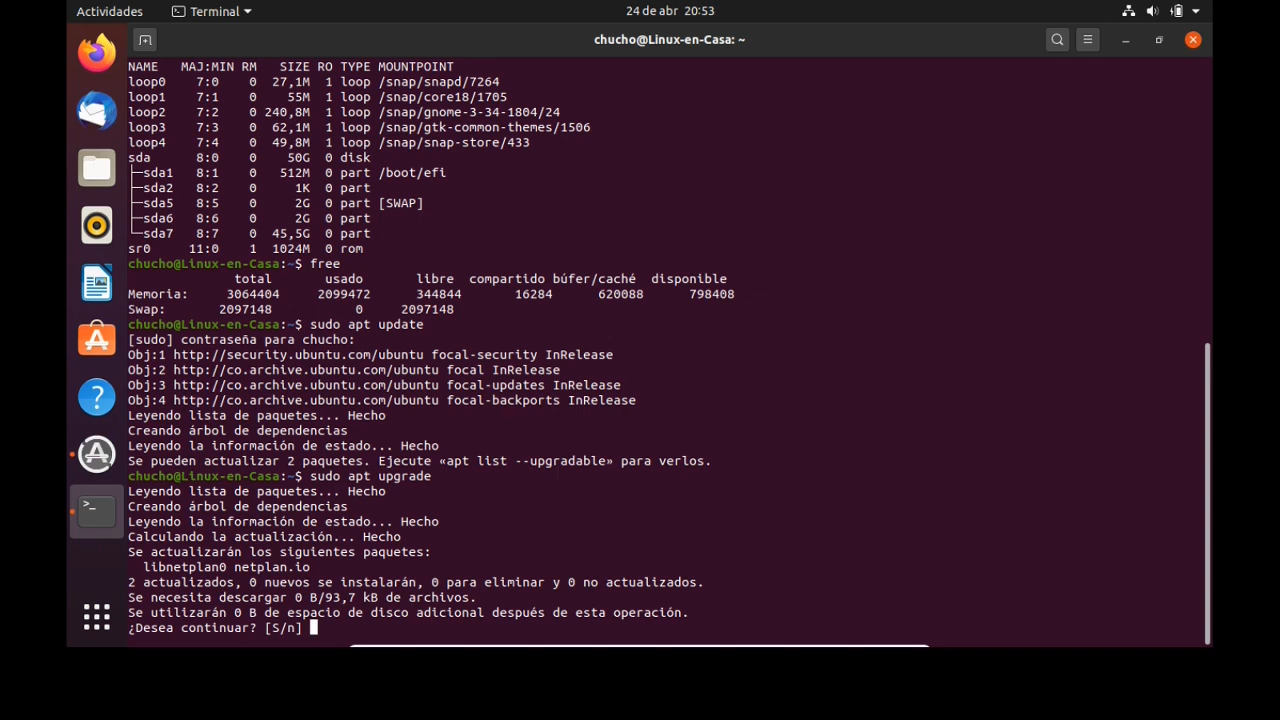 Actividades Terminal 24 de abr 20:53
chucho@Linux-en-Casa: ~
NAME MAJ:MIN RM SIZE RO TYPE MOUNTPOINT
loop0 7:0 0 27,1M 1 loop /snap/snapd/7264
loop1 7:1 0 55M 1 loop /snap/core18/1705
loop2 7:2 0 240,8M 1 loop /snap/gnome-3-34-1804/24
loop3 7:3 0 62,1M 1 loop /snap/gtk-common-themes/1506
loop4 7:4 0 49,8M 1 loop /snap/snap-store/433
sda 8:0 0 50G 0 disk
├─sda1 8:1 0 512M 0 part /boot/efi
├─sda2 8:2 0 1K 0 part
├─sda5 8:5 0 2G 0 part [SWAP]
├─sda6 8:6 0 2G 0 part
└─sda7 8:7 0 45,5G 0 part
sr0 11:0 1 1024M 0 rom
chucho@Linux-en-Casa:~$ free
total usado libre compartido búfer/caché disponible
Memoria: 3064404 2099472 344844 16284 620088 798408
Swap: 2097148 0 2097148
chucho@Linux-en-Casa:~$ sudo apt update
[sudo] contraseña para chucho:
Obj:1 http://security.ubuntu.com/ubuntu focal-security InRelease
Obj:2 http://co.archive.ubuntu.com/ubuntu focal InRelease
Obj:3 http://co.archive.ubuntu.com/ubuntu focal-updates InRelease
Obj:4 http://co.archive.ubuntu.com/ubuntu focal-backports InRelease
Leyendo lista de paquetes... Hecho
Creando árbol de dependencias
Leyendo la información de estado... Hecho
Se pueden actualizar 2 paquetes. Ejecute «apt list --upgradable» para verlos.
chucho@Linux-en-Casa:~$ sudo apt upgrade
Leyendo lista de paquetes... Hecho
Creando árbol de dependencias
Leyendo la información de estado... Hecho
Calculando la actualización... Hecho
Se actualizarán los siguientes paquetes:
libnetplan0 netplan.io
2 actualizados, 0 nuevos se instalarán, 0 para eliminar y 0 no actualizados.
Se necesita descargar 0 B/93,7 kB de archivos.
Se utilizarán 0 B de espacio de disco adicional después de esta operación.
¿Desea continuar? [S/n]